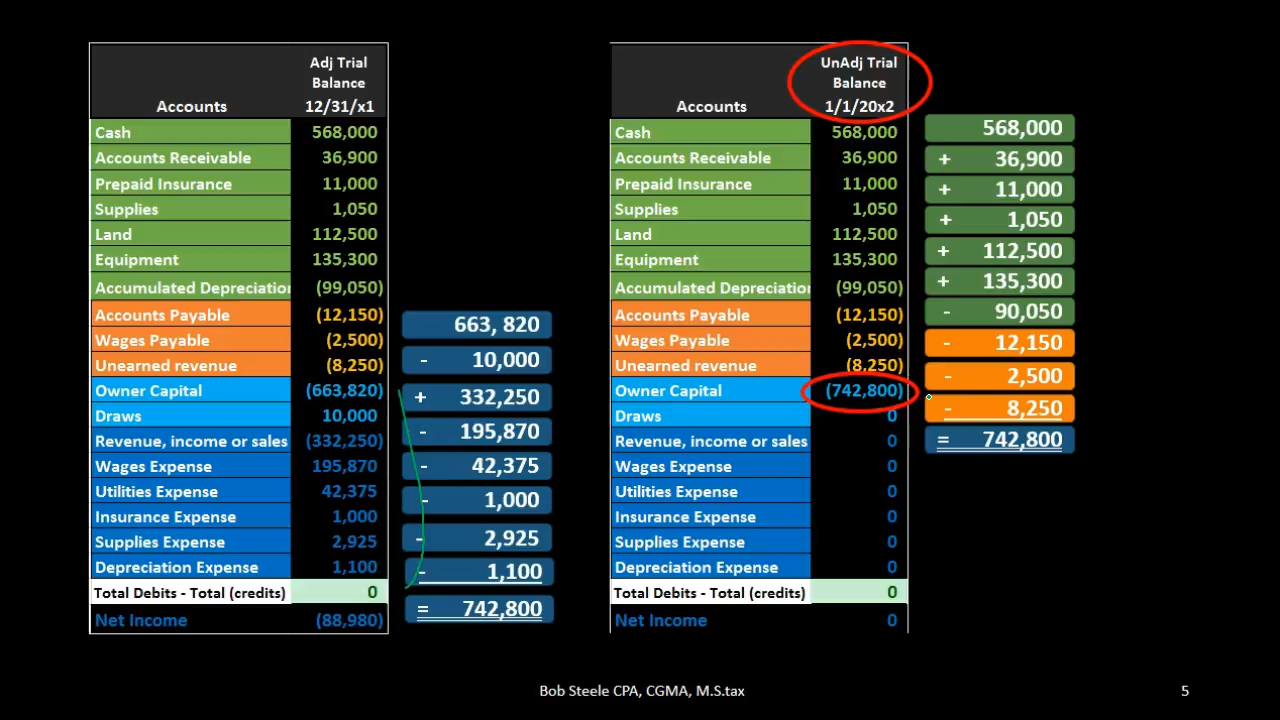 Adj Trial
Balance
Accounts 12/31/x1
Cash 568,000
Accounts Receivable 36,900
Prepaid Insurance 11,000
Supplies 1,050
Land 112,500
Equipment 135,300
Accumulated Depreciation (99,050)
Accounts Payable (12,150)
Wages Payable (2,500)
Unearned revenue (8,250)
Owner Capital (663,820)
Draws 10,000
Revenue, income or sales (332,250)
Wages Expense 195,870
Utilities Expense 42,375
Insurance Expense 1,000
Supplies Expense 2,925
Depreciation Expense 1,100
Total Debits - Total (credits) 0
Net Income (88,980)
663, 820
- 10,000
+ 332,250
- 195,870
- 42,375
- 1,000
- 2,925
- 1,100
= 742,800
UnAdj Trial
Balance
Accounts 1/1/20x2
Cash 568,000
Accounts Receivable 36,900
Prepaid Insurance 11,000
Supplies 1,050
Land 112,500
Equipment 135,300
Accumulated Depreciation (99,050)
Accounts Payable (12,150)
Wages Payable (2,500)
Unearned revenue (8,250)
Owner Capital (742,800)
Draws 0
Revenue, income or sales 0
Wages Expense 0
Utilities Expense 0
Insurance Expense 0
Supplies Expense 0
Depreciation Expense 0
Total Debits - Total (credits) 0
Net Income 0
568,000
+ 36,900
+ 11,000
+ 1,050
+ 112,500
+ 135,300
- 90,050
- 12,150
- 2,500
- 8,250
= 742,800
Bob Steele CPA, CGMA, M.S.tax
5